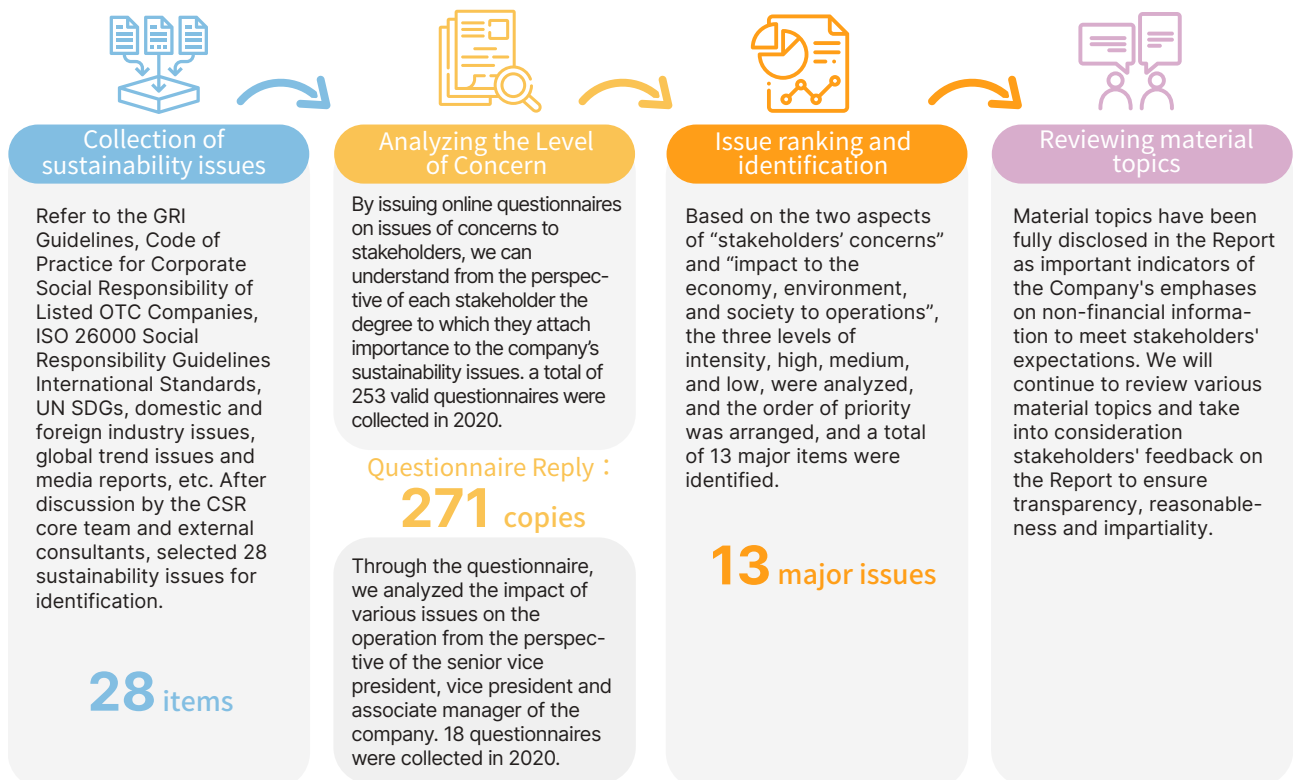 Collection of
sustainability issues
Refer to the GRI
Guidelines, Code of
Practice for Corporate
Social Responsibility of
Listed OTC Companies,
ISO 26000 Social
Responsibility Guidelines
International Standards,
UN SDGs, domestic and
foreign industry issues,
global trend issues and
media reports, etc. After
discussion by the CSR
core team and external
consultants, selected 28
sustainability issues for
identification.
28 items
Analyzing the Level
of Concern
By issuing online questionnaires
on issues of concerns to
stakeholders, we can
understand from the perspec-
tive of each stakeholder the
degree to which they attach
importance to the company's
sustainability issues. a total of
253 valid questionnaires were
collected in 2020.
Questionnaire Reply：
271 copies
Through the questionnaire,
we analyzed the impact of
various issues on the
operation from the perspec-
tive of the senior vice
president, vice president and
associate manager of the
company. 18 questionnaires
were collected in 2020.
Issue ranking and
identification
Based on the two aspects
of “stakeholders’ concerns”
and “impact to the
economy, environment,
and society to operations”,
the three levels of
intensity, high, medium,
and low, were analyzed,
and the order of priority
was arranged, and a total
of 13 major items were
identified.
13 major issues
Reviewing material
topics
Material topics have been
fully disclosed in the Report
as important indicators of
the Company's emphases
on non-financial informa-
tion to meet stakeholders'
expectations. We will
continue to review various
material topics and take
into consideration
stakeholders' feedback on
the Report to ensure
transparency, reasonable-
ness and impartiality.